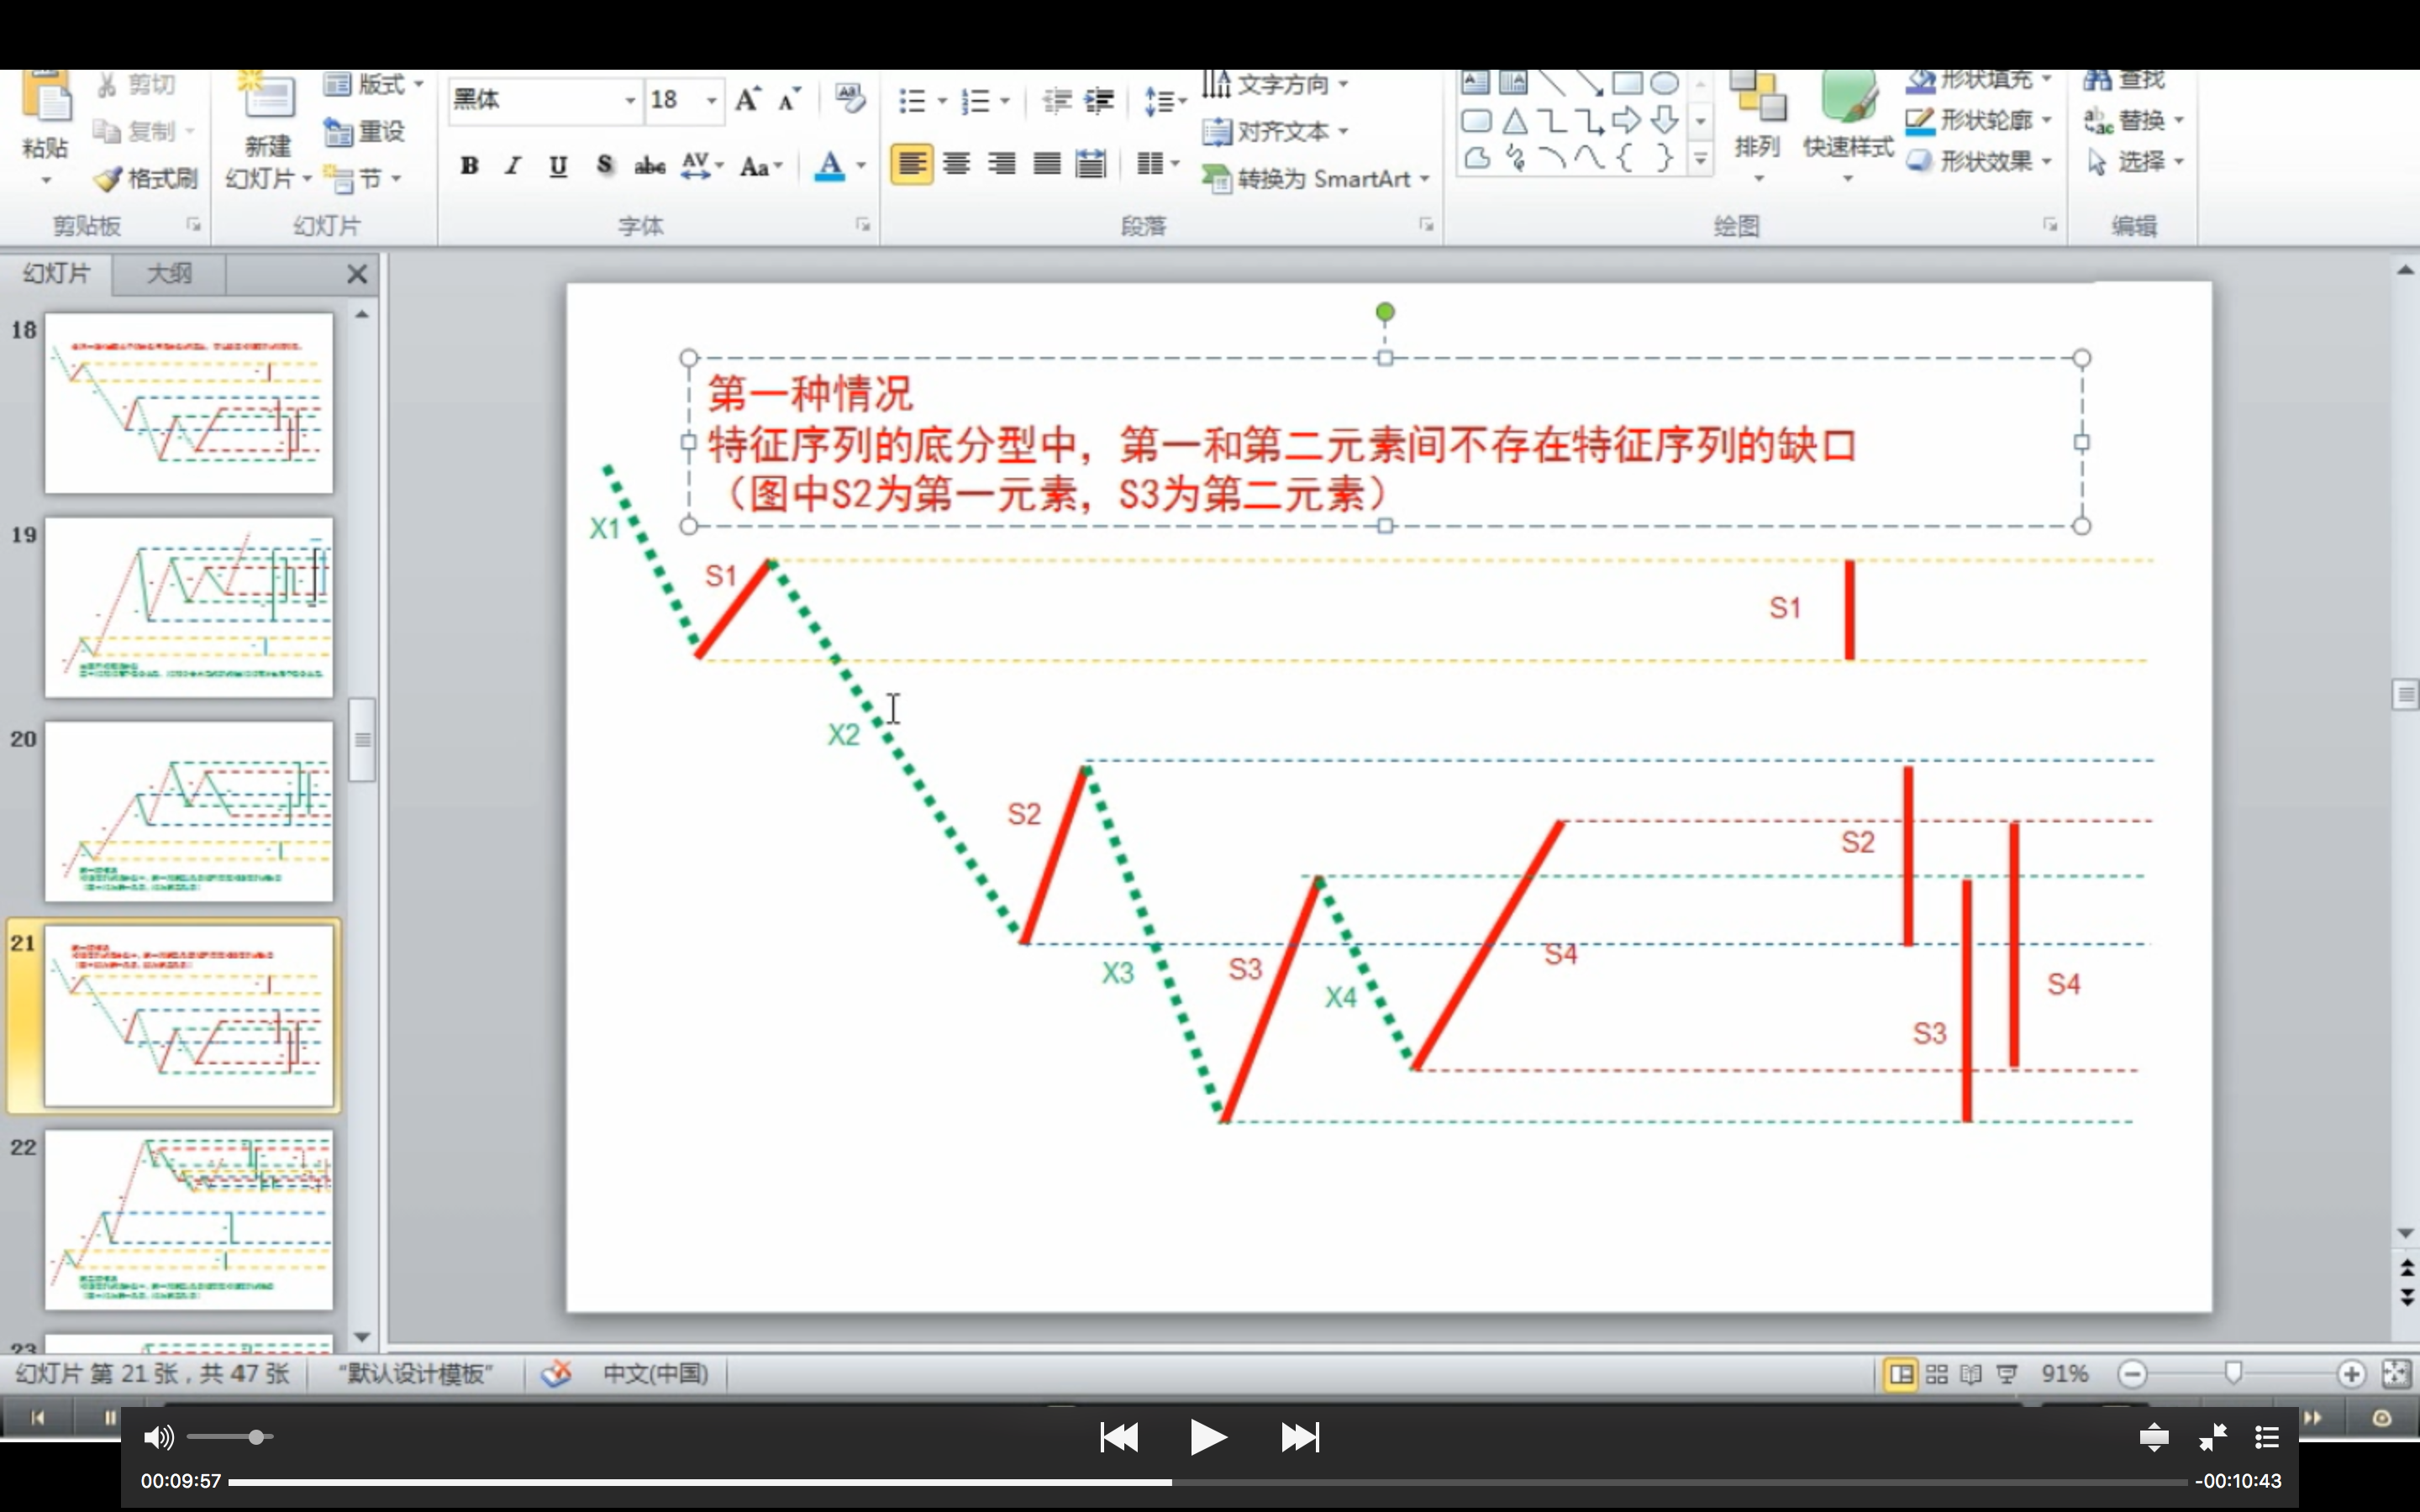 剪切
版式
黑体
18
文字方向
形状填充
查找
粘贴
复制
新建
重设
对齐文本
排列
快速样式
形状轮廓
替换
格式刷
幻灯片
节
B I U S abc AV Aa A
转换为 SmartArt
形状效果
选择
剪贴板
幻灯片
字体
段落
绘图
编辑
幻灯片
大纲
18
19
20
21
22
23
第一种情况
特征序列的底分型中，第一和第二元素间不存在特征序列的缺口
（图中S2为第一元素，S3为第二元素）
X1
S1
S1
X2
S2
S2
X3
S3
X4
S4
S4
S3
幻灯片 第 21 张，共 47 张
“默认设计模板”
中文(中国)
91%
00:09:57
-00:10:43